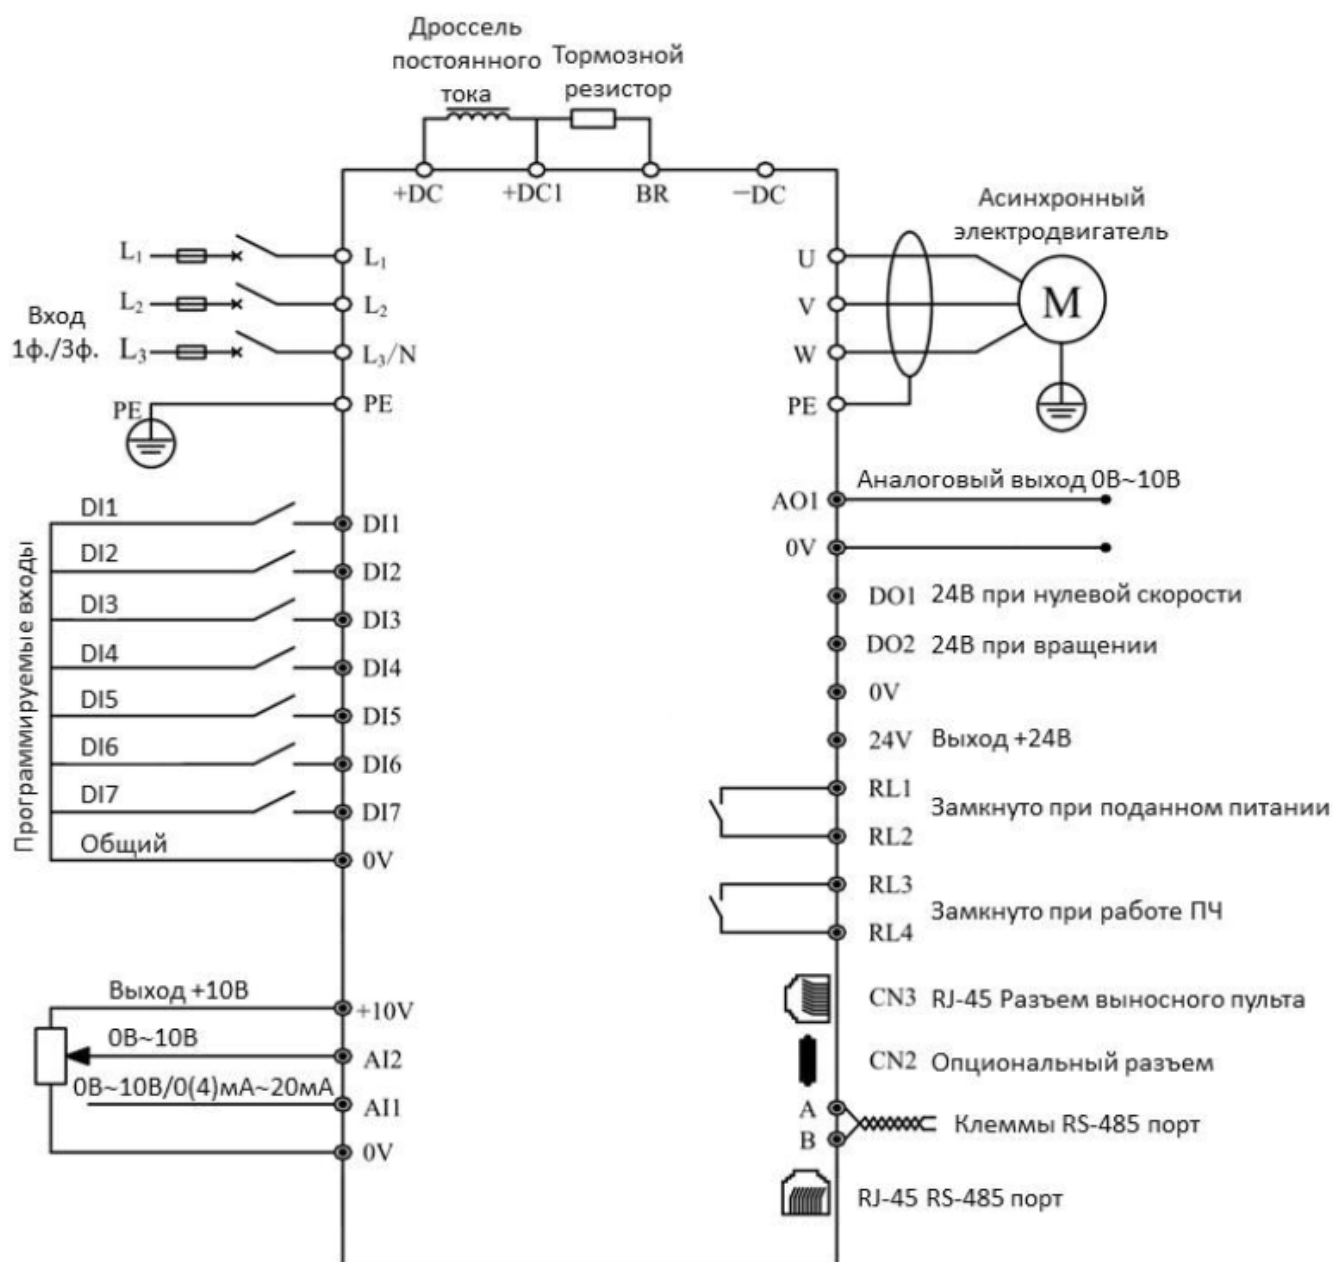 Дроссель
постоянного
тока
Тормозной
резистор
+DC
+DC1
BR
−DC
Асинхронный
электродвигатель
L₁
L₁
L₂
L₂
L₃
L₃/N
Вход
1ф./3ф.
PE
PE
U
V
W
PE
M
Программируемые входы
DI1
DI1
DI2
DI2
DI3
DI3
DI4
DI4
DI5
DI5
DI6
DI6
DI7
DI7
Общий
0V
Выход +10В
+10V
0В~10В
AI2
0В~10В/0(4)мА~20мА
AI1
0V
AO1
Аналоговый выход 0В~10В
0V
DO1 24В при нулевой скорости
DO2 24В при вращении
0V
24V Выход +24В
RL1
RL2
Замкнуто при поданном питании
RL3
RL4
Замкнуто при работе ПЧ
CN3 RJ-45 Разъем выносного пульта
CN2 Опциональный разъем
A
B
Клеммы RS-485 порт
RJ-45 RS-485 порт